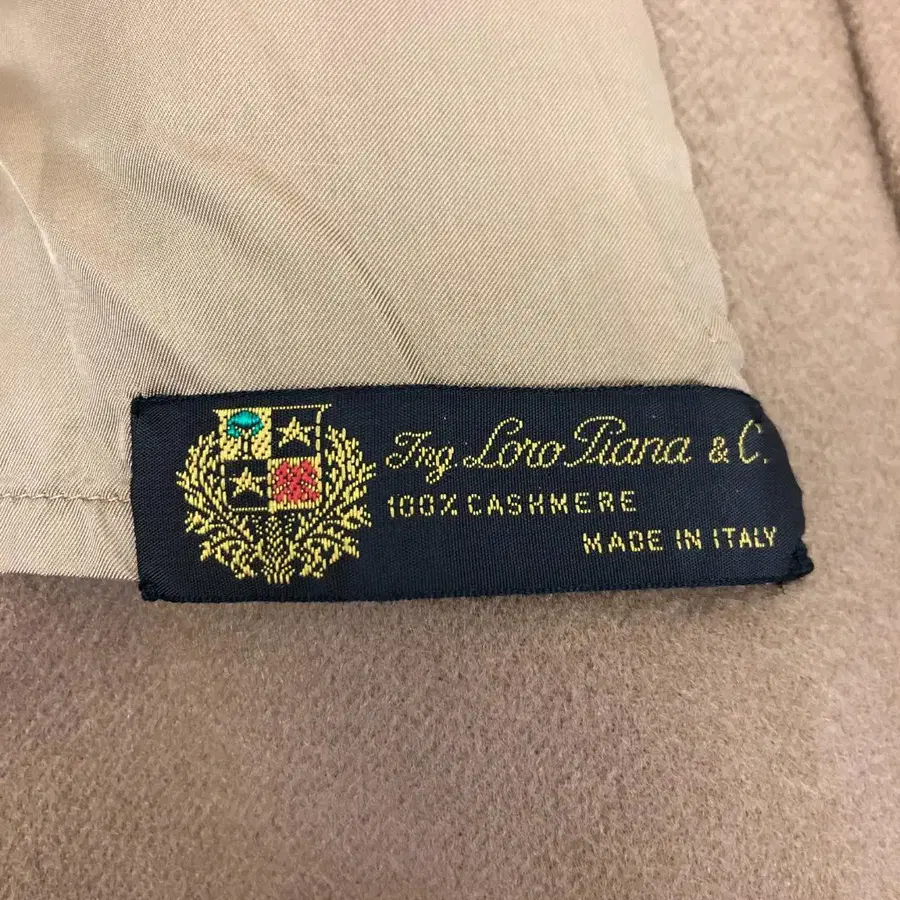 Ing Loro Piana & C.
100% CASHMERE
MADE IN ITALY